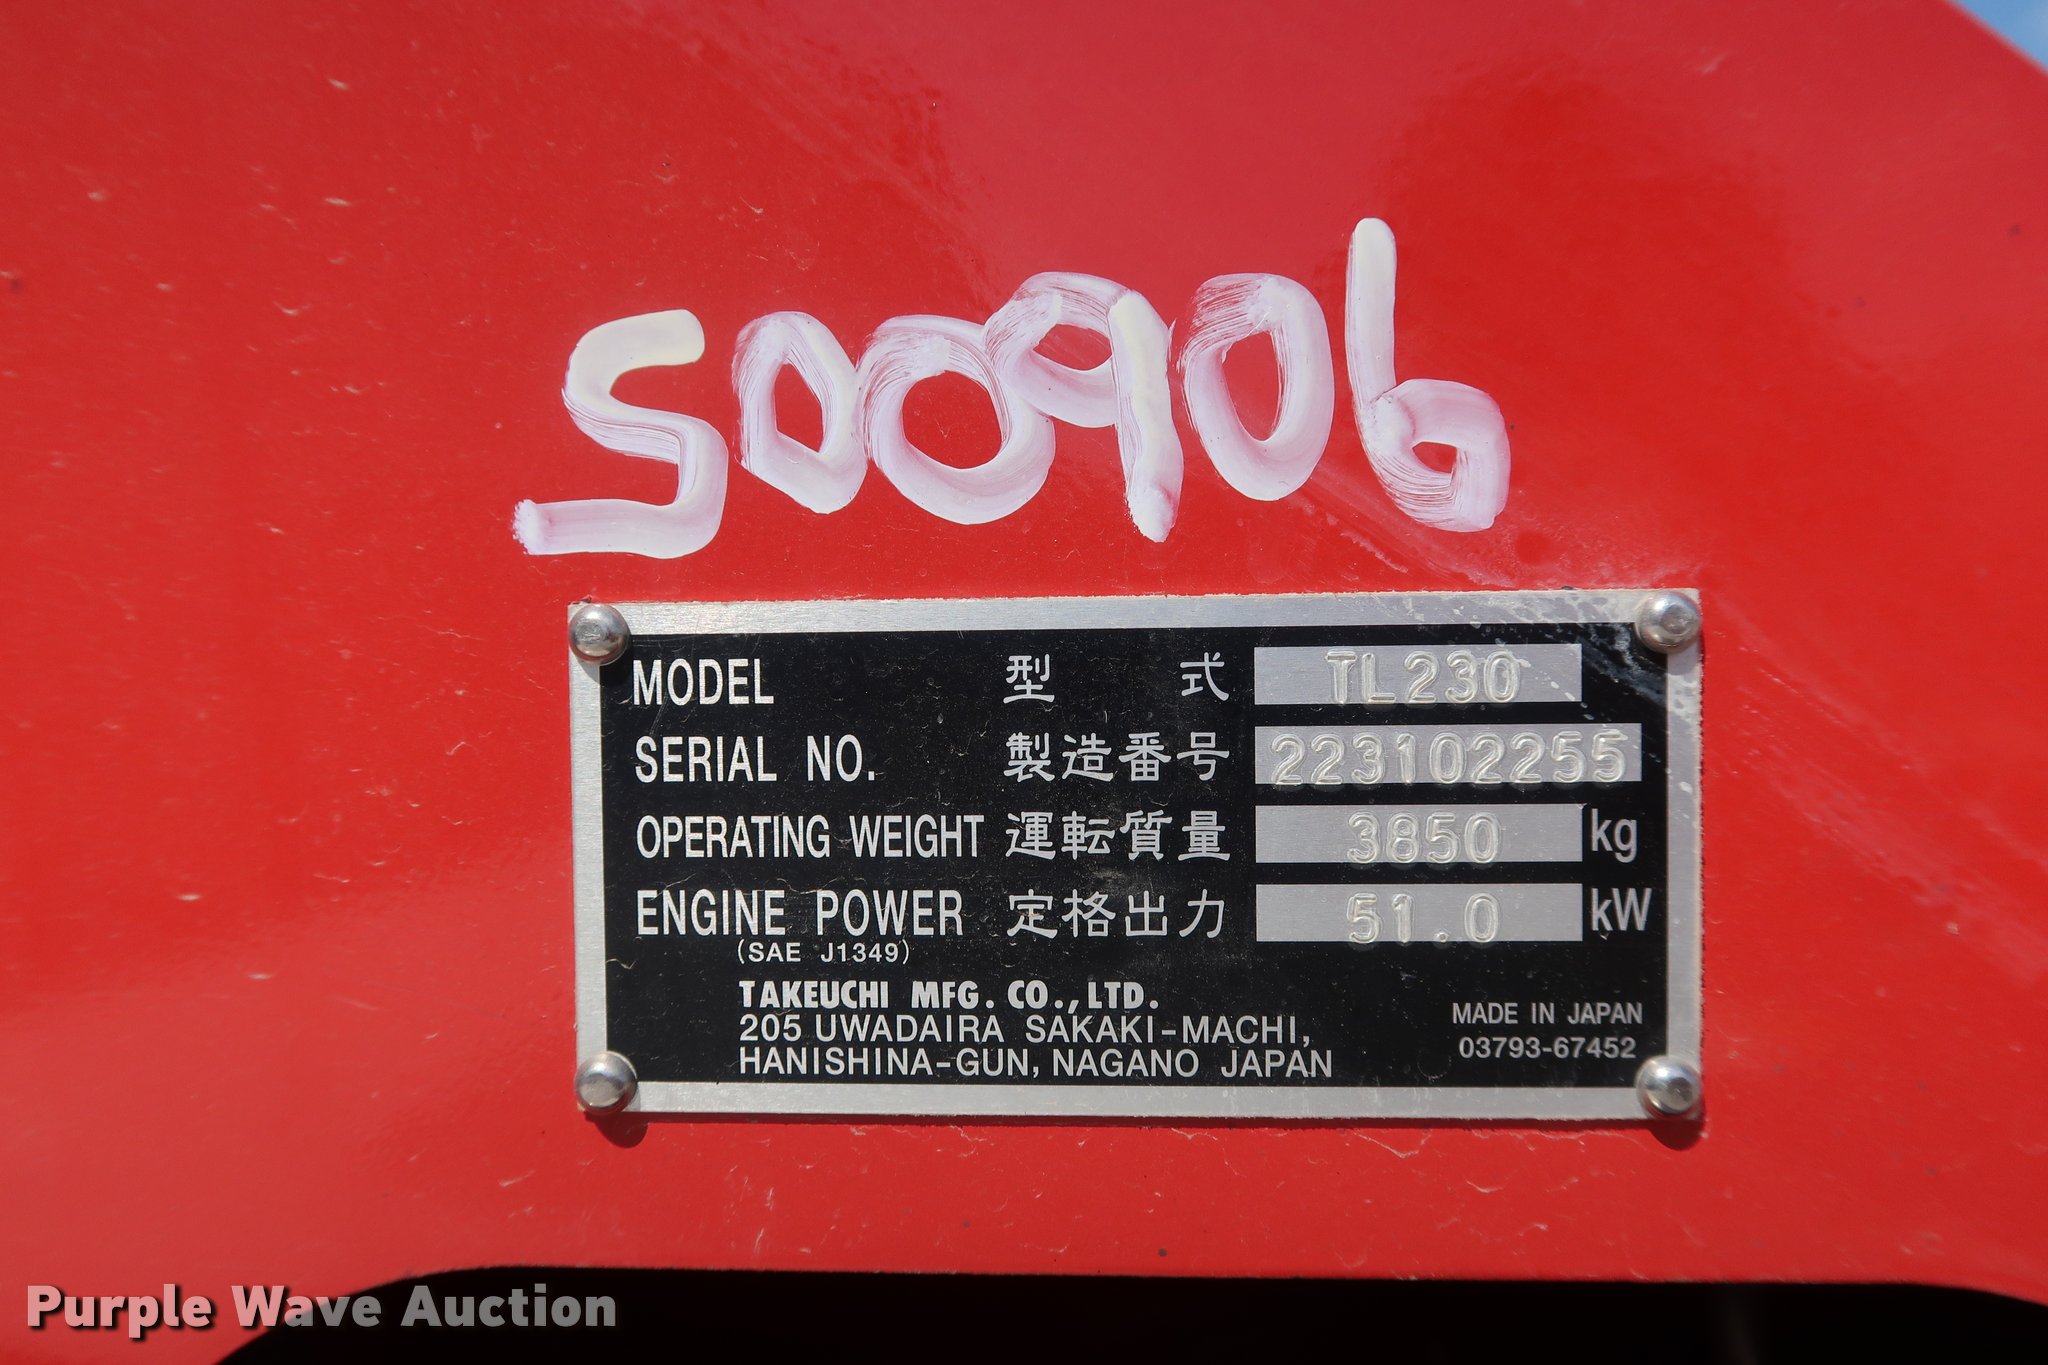 S00906
MODEL 型 式 TL230
SERIAL NO. 製造番号 223102255
OPERATING WEIGHT 運転質量 3850 kg
ENGINE POWER 定格出力 51.0 kW
(SAE J1349)
TAKEUCHI MFG. CO., LTD.
205 UWADAIRA SAKAKI-MACHI,
HANISHINA-GUN, NAGANO JAPAN
MADE IN JAPAN
03793-67452
Purple Wave Auction